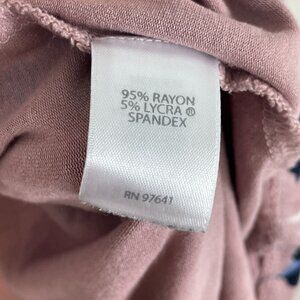 95% RAYON
5% LYCRA ®
SPANDEX
RN 97641